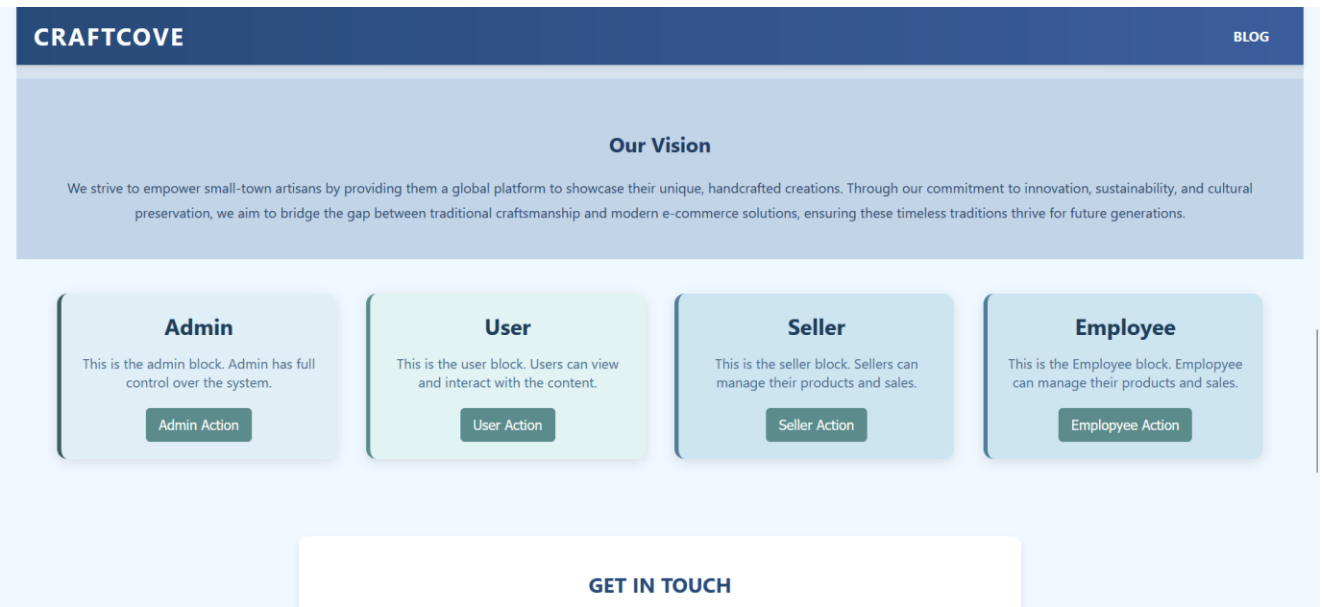 CRAFTCOVE
BLOG
Our Vision
We strive to empower small-town artisans by providing them a global platform to showcase their unique, handcrafted creations. Through our commitment to innovation, sustainability, and cultural
preservation, we aim to bridge the gap between traditional craftsmanship and modern e-commerce solutions, ensuring these timeless traditions thrive for future generations.
Admin
This is the admin block. Admin has full
control over the system.
Admin Action
User
This is the user block. Users can view
and interact with the content.
User Action
Seller
This is the seller block. Sellers can
manage their products and sales.
Seller Action
Employee
This is the Employee block. Emplopyee
can manage their products and sales.
Emplopyee Action
GET IN TOUCH